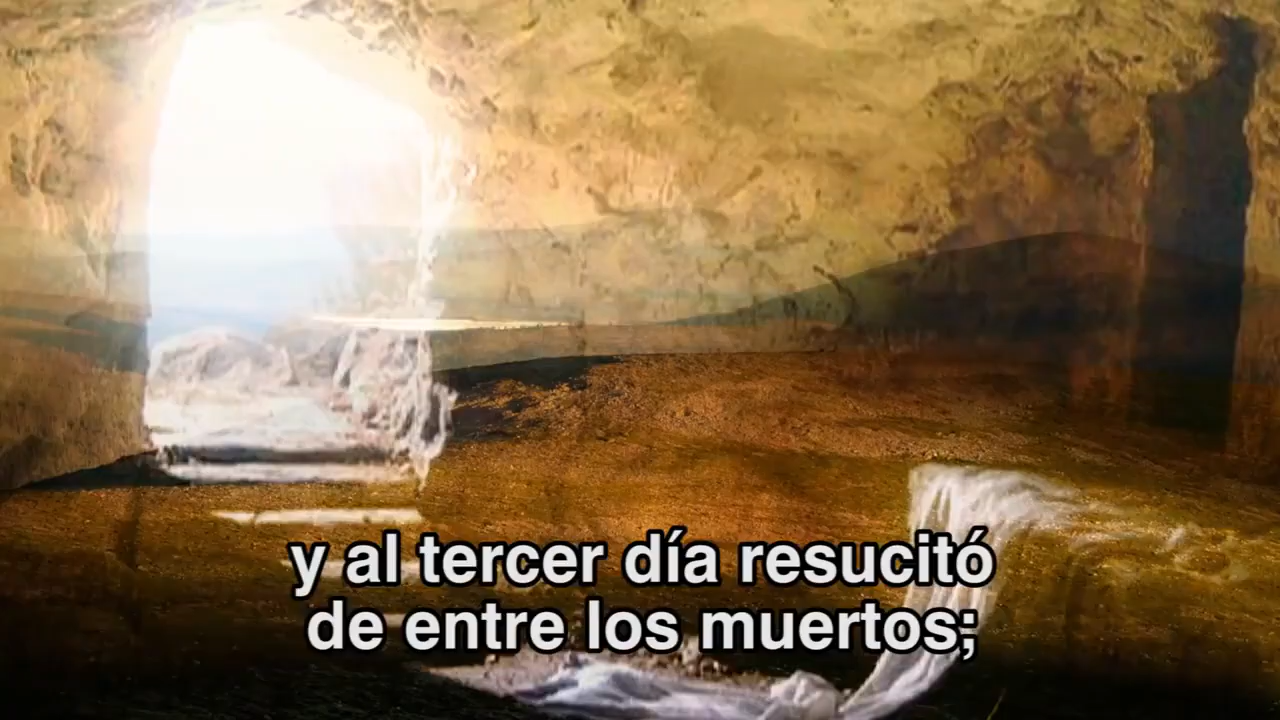 y al tercer día resucitó
de entre los muertos;